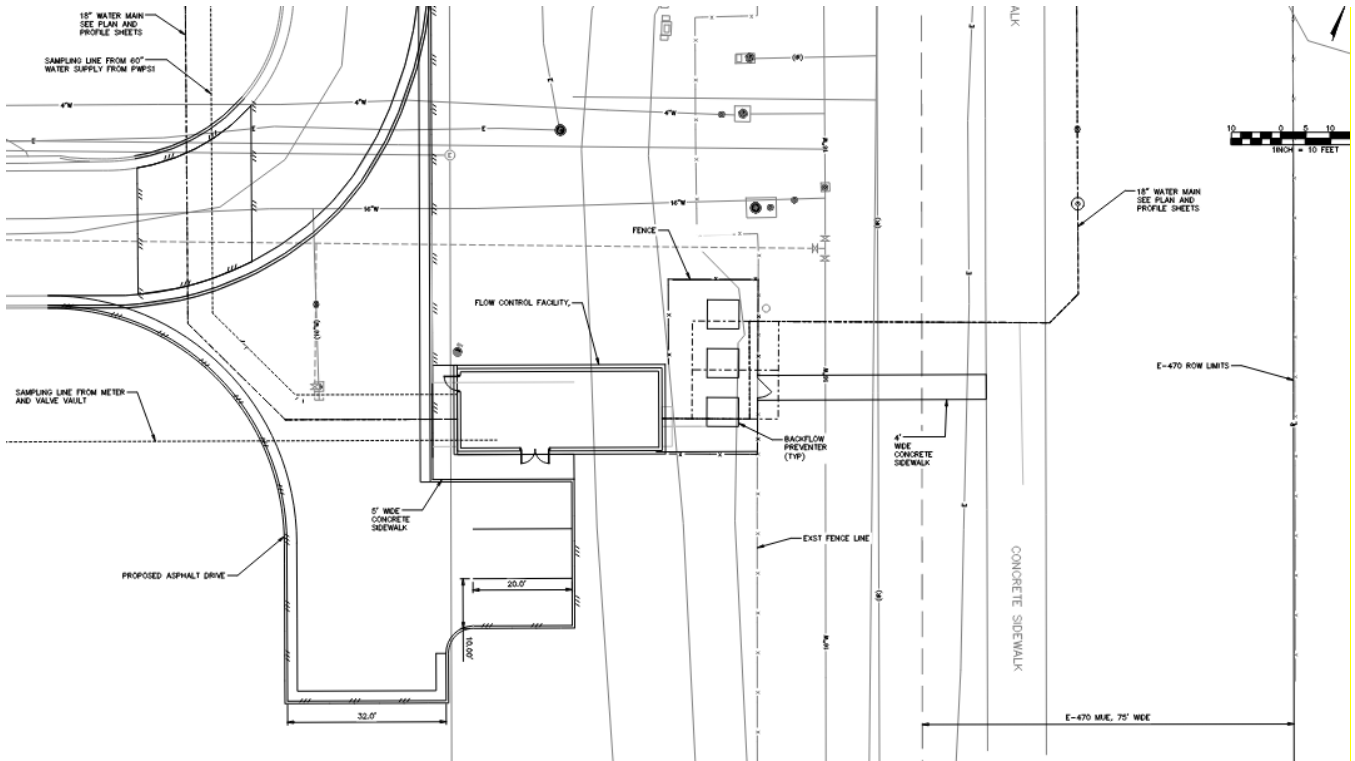 18" WATER MAIN
SEE PLAN AND
PROFILE SHEETS
SAMPLING LINE FROM 60"
WATER SUPPLY FROM PWPS1
4"W
4"W
4"W
E
E
E
16"W
16"W
ALK
10 0 5 10
1INCH = 10 FEET
18" WATER MAIN
SEE PLAN AND
PROFILE SHEETS
FENCE
FLOW CONTROL FACILITY,
E-470 ROW LIMITS
SAMPLING LINE FROM METER
AND VALVE VAULT
BACKFLOW
PREVENTER
(TYP)
4'
WIDE
CONCRETE
SIDEWALK
5' WIDE
CONCRETE
SIDEWALK
EXST FENCE LINE
PROPOSED ASPHALT DRIVE
20.0'
10.00'
CONCRETE SIDEWALK
32.0'
E-470 MUE, 75' WIDE